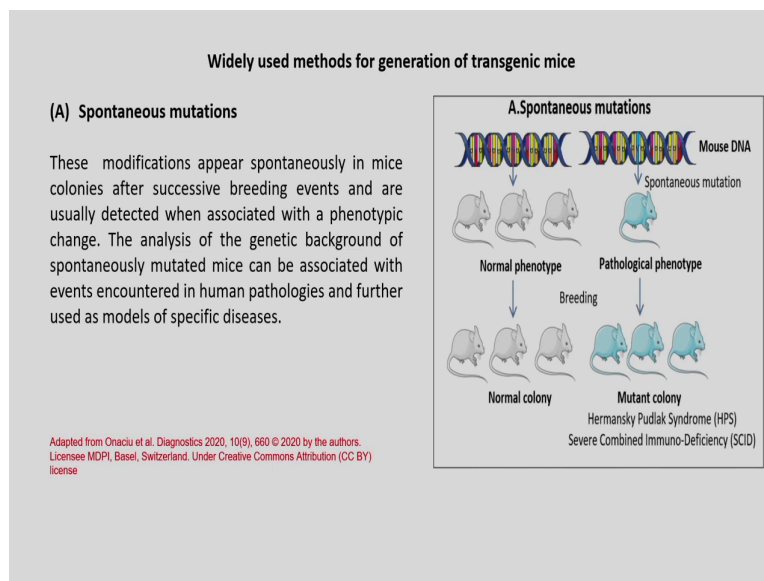 Widely used methods for generation of transgenic mice
(A) Spontaneous mutations
These modifications appear spontaneously in mice
colonies after successive breeding events and are
usually detected when associated with a phenotypic
change. The analysis of the genetic background of
spontaneously mutated mice can be associated with
events encountered in human pathologies and further
used as models of specific diseases.
Adapted from Onaciu et al. Diagnostics 2020, 10(9), 660 © 2020 by the authors.
Licensee MDPI, Basel, Switzerland. Under Creative Commons Attribution (CC BY)
license
A.Spontaneous mutations
Mouse DNA
Spontaneous mutation
Normal phenotype
Pathological phenotype
Breeding
Normal colony
Mutant colony
Hermansky Pudlak Syndrome (HPS)
Severe Combined Immuno-Deficiency (SCID)